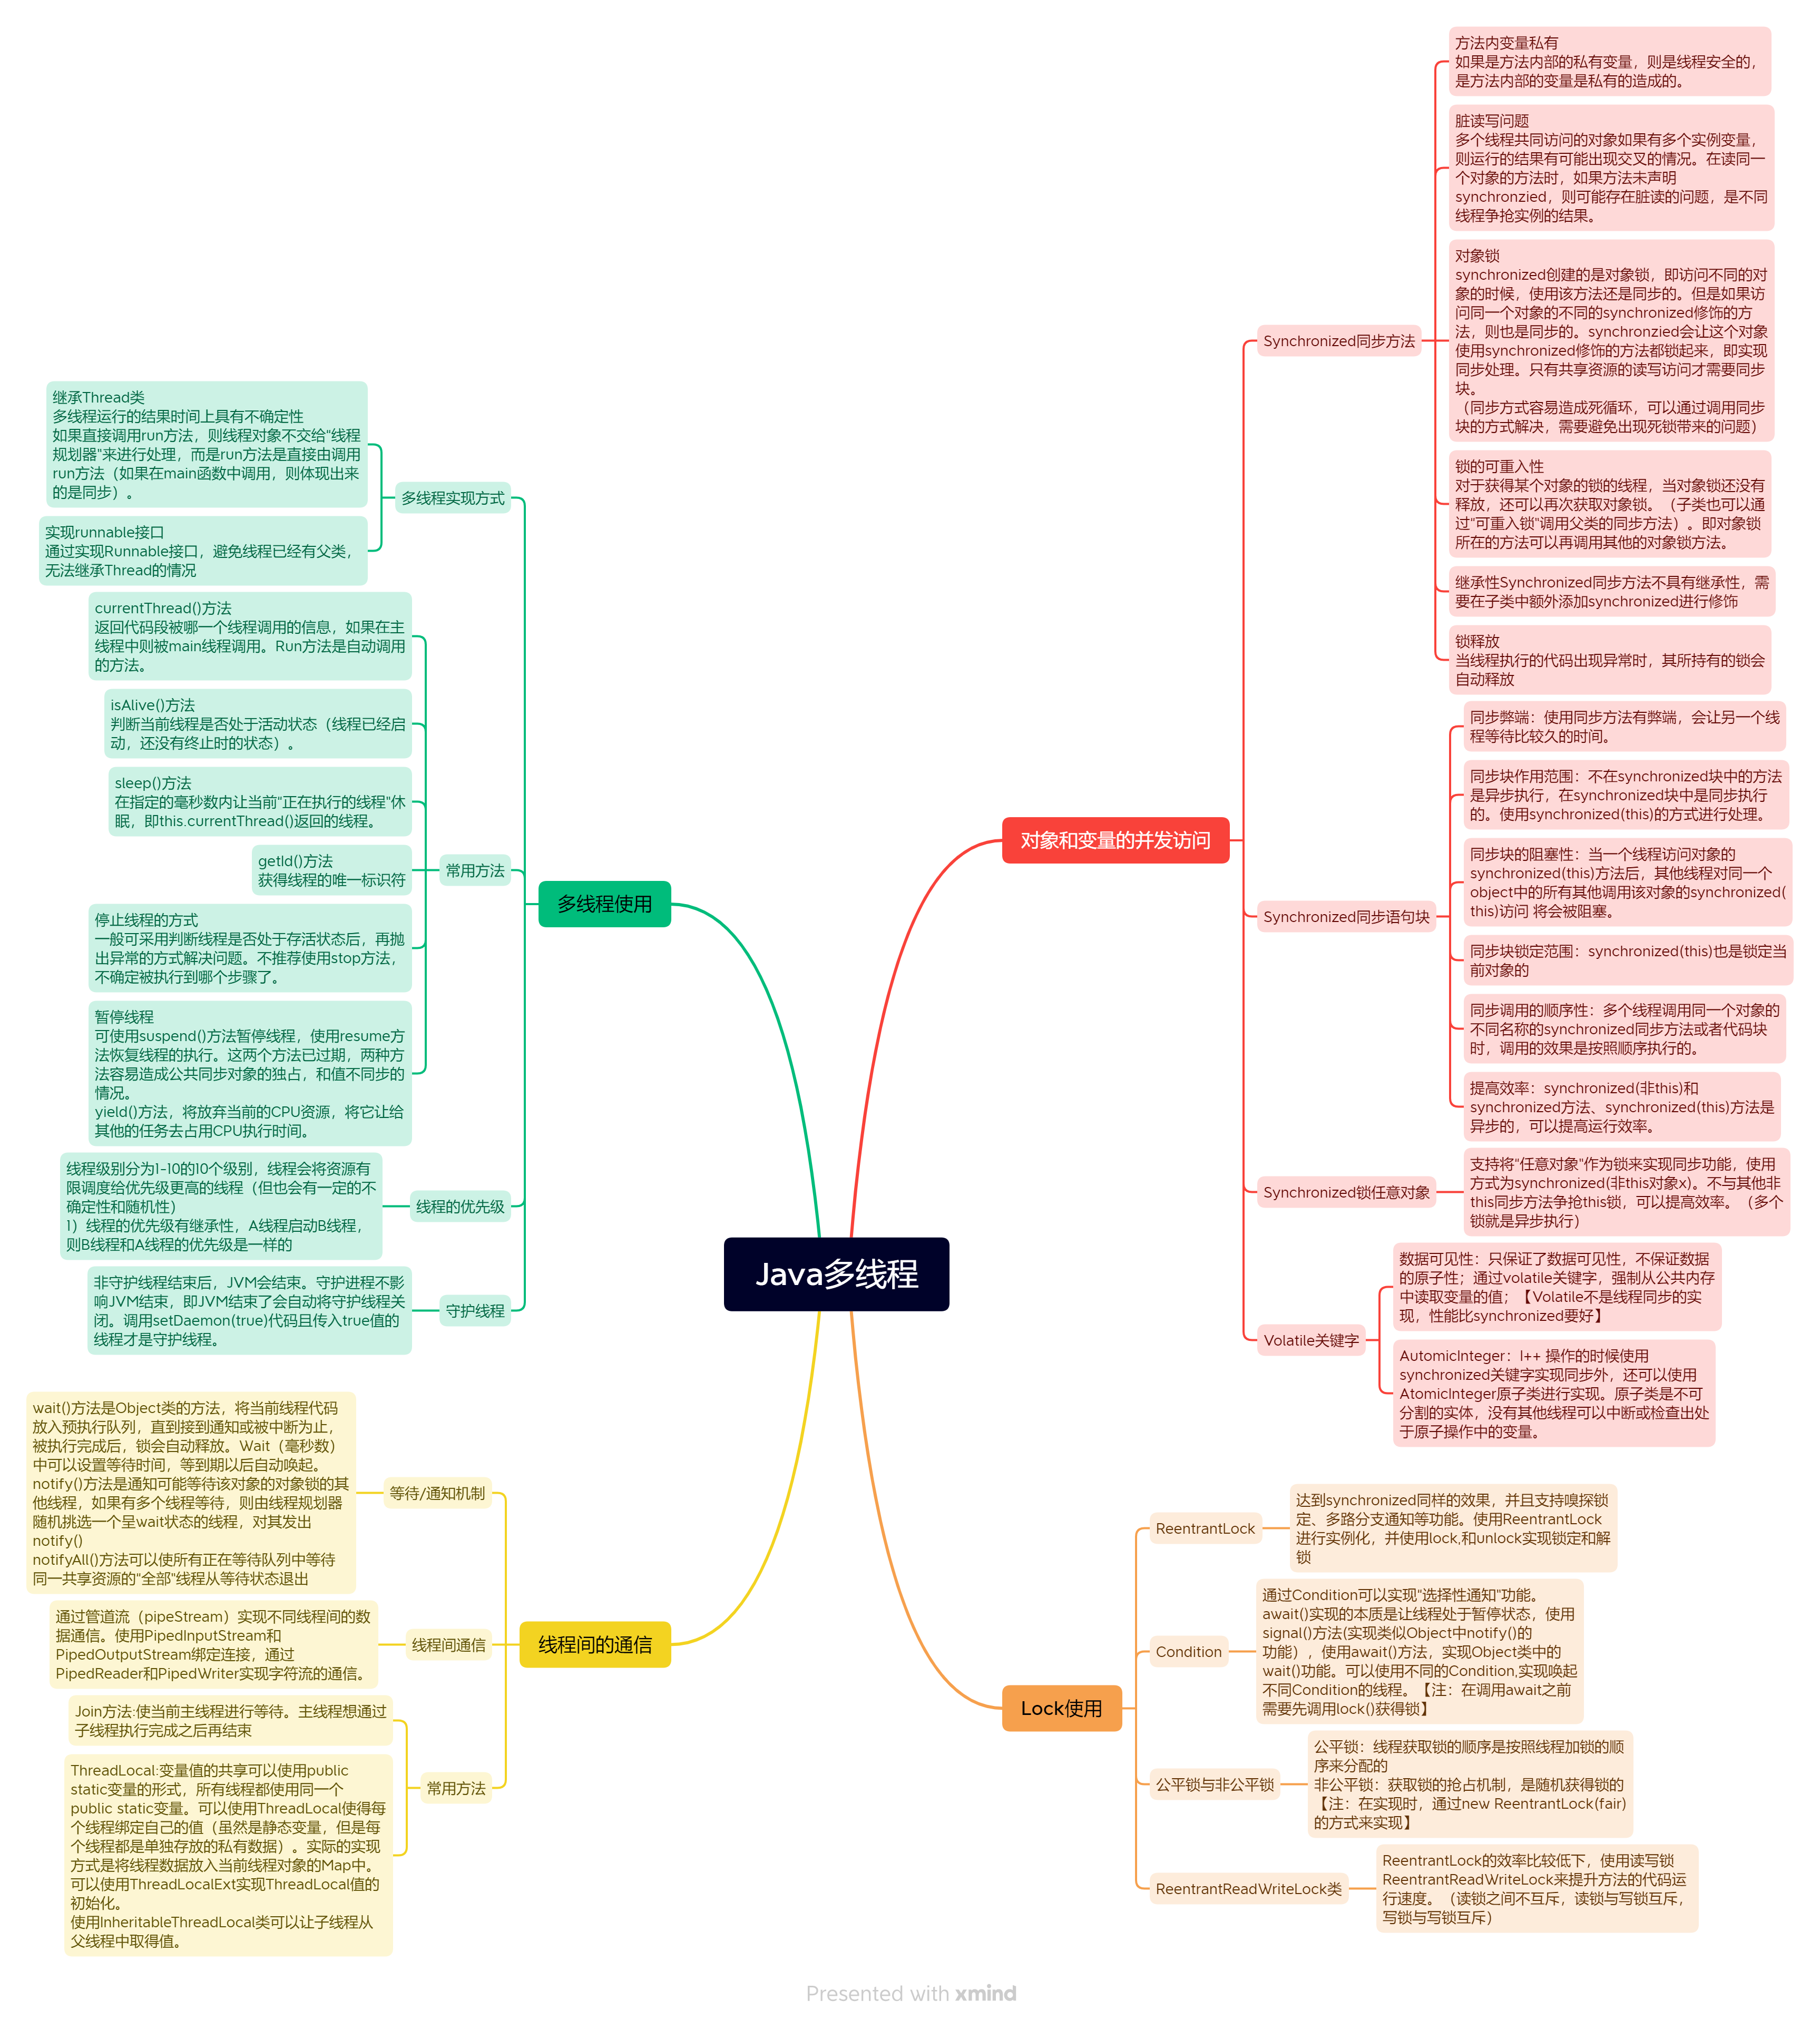 Java多线程
对象和变量的并发访问
Synchronized同步方法
方法内变量私有
如果是方法内部的私有变量，则是线程安全的，
是方法内部的变量是私有的造成的。
脏读写问题
多个线程共同访问的对象如果有多个实例变量，
则运行的结果有可能出现交叉的情况。在读同一
个对象的方法时，如果方法未声明
synchronzied，则可能存在脏读的问题，是不同
线程争抢实例的结果。
对象锁
synchronized创建的是对象锁，即访问不同的对
象的时候，使用该方法还是同步的。但是如果访
问同一个对象的不同的synchronized修饰的方
法，则也是同步的。synchronzied会让这个对象
使用synchronized修饰的方法都锁起来，即实现
同步处理。只有共享资源的读写访问才需要同步
块。
（同步方式容易造成死循环，可以通过调用同步
块的方式解决，需要避免出现死锁带来的问题）
锁的可重入性
对于获得某个对象的锁的线程，当对象锁还没有
释放，还可以再次获取对象锁。（子类也可以通
过"可重入锁"调用父类的同步方法）。即对象锁
所在的方法可以再调用其他的对象锁方法。
继承性Synchronized同步方法不具有继承性，需
要在子类中额外添加synchronized进行修饰
锁释放
当线程执行的代码出现异常时，其所持有的锁会
自动释放
Synchronized同步语句块
同步弊端：使用同步方法有弊端，会让另一个线
程等待比较久的时间。
同步块作用范围：不在synchronized块中的方法
是异步执行，在synchronized块中是同步执行
的。使用synchronized(this)的方式进行处理。
同步块的阻塞性：当一个线程访问对象的
synchronized(this)方法后，其他线程对同一个
object中的所有其他调用该对象的synchronized(
this)访问 将会被阻塞。
同步块锁定范围：synchronized(this)也是锁定当
前对象的
同步调用的顺序性：多个线程调用同一个对象的
不同名称的synchronized同步方法或者代码块
时，调用的效果是按照顺序执行的。
提高效率：synchronized(非this)和
synchronized方法、synchronized(this)方法是
异步的，可以提高运行效率。
Synchronized锁任意对象
支持将"任意对象"作为锁来实现同步功能，使用
方式为synchronized(非this对象x)。不与其他非
this同步方法争抢this锁，可以提高效率。（多个
锁就是异步执行）
Volatile关键字
数据可见性：只保证了数据可见性，不保证数据
的原子性；通过volatile关键字，强制从公共内存
中读取变量的值；【Volatile不是线程同步的实
现，性能比synchronized要好】
AutomicInteger：I++ 操作的时候使用
synchronized关键字实现同步外，还可以使用
AtomicInteger原子类进行实现。原子类是不可
分割的实体，没有其他线程可以中断或检查出处
于原子操作中的变量。
Lock使用
ReentrantLock
达到synchronized同样的效果，并且支持嗅探锁
定、多路分支通知等功能。使用ReentrantLock
进行实例化，并使用lock,和unlock实现锁定和解
锁
Condition
通过Condition可以实现"选择性通知"功能。
await()实现的本质是让线程处于暂停状态，使用
signal()方法(实现类似Object中notify()的
功能），使用await()方法，实现Object类中的
wait()功能。可以使用不同的Condition,实现唤起
不同Condition的线程。【注：在调用await之前
需要先调用lock()获得锁】
公平锁与非公平锁
公平锁：线程获取锁的顺序是按照线程加锁的顺
序来分配的
非公平锁：获取锁的抢占机制，是随机获得锁的
【注：在实现时，通过new ReentrantLock(fair)
的方式来实现】
ReentrantReadWriteLock类
ReentrantLock的效率比较低下，使用读写锁
ReentrantReadWriteLock来提升方法的代码运
行速度。（读锁之间不互斥，读锁与写锁互斥，
写锁与写锁互斥）
多线程使用
多线程实现方式
继承Thread类
多线程运行的结果时间上具有不确定性
如果直接调用run方法，则线程对象不交给"线程
规划器"来进行处理，而是run方法是直接由调用
run方法（如果在main函数中调用，则体现出来
的是同步）。
实现runnable接口
通过实现Runnable接口，避免线程已经有父类，
无法继承Thread的情况
常用方法
currentThread()方法
返回代码段被哪一个线程调用的信息，如果在主
线程中则被main线程调用。Run方法是自动调用
的方法。
isAlive()方法
判断当前线程是否处于活动状态（线程已经启
动，还没有终止时的状态）。
sleep()方法
在指定的毫秒数内让当前"正在执行的线程"休
眠，即this.currentThread()返回的线程。
getId()方法
获得线程的唯一标识符
停止线程的方式
一般可采用判断线程是否处于存活状态后，再抛
出异常的方式解决问题。不推荐使用stop方法，
不确定被执行到哪个步骤了。
暂停线程
可使用suspend()方法暂停线程，使用resume方
法恢复线程的执行。这两个方法已过期，两种方
法容易造成公共同步对象的独占，和值不同步的
情况。
yield()方法，将放弃当前的CPU资源，将它让给
其他的任务去占用CPU执行时间。
线程的优先级
线程级别分为1-10的10个级别，线程会将资源有
限调度给优先级更高的线程（但也会有一定的不
确定性和随机性）
1）线程的优先级有继承性，A线程启动B线程，
则B线程和A线程的优先级是一样的
守护线程
非守护线程结束后，JVM会结束。守护进程不影
响JVM结束，即JVM结束了会自动将守护线程关
闭。调用setDaemon(true)代码且传入true值的
线程才是守护线程。
线程间的通信
等待/通知机制
wait()方法是Object类的方法，将当前线程代码
放入预执行队列，直到接到通知或被中断为止，
被执行完成后，锁会自动释放。Wait（毫秒数）
中可以设置等待时间，等到期以后自动唤起。
notify()方法是通知可能等待该对象的对象锁的其
他线程，如果有多个线程等待，则由线程规划器
随机挑选一个呈wait状态的线程，对其发出
notify()
notifyAll()方法可以使所有正在等待队列中等待
同一共享资源的"全部"线程从等待状态退出
线程间通信
通过管道流（pipeStream）实现不同线程间的数
据通信。使用PipedInputStream和
PipedOutputStream绑定连接，通过
PipedReader和PipedWriter实现字符流的通信。
常用方法
Join方法:使当前主线程进行等待。主线程想通过
子线程执行完成之后再结束
ThreadLocal:变量值的共享可以使用public
static变量的形式，所有线程都使用同一个
public static变量。可以使用ThreadLocal使得每
个线程绑定自己的值（虽然是静态变量，但是每
个线程都是单独存放的私有数据）。实际的实现
方式是将线程数据放入当前线程对象的Map中。
可以使用ThreadLocalExt实现ThreadLocal值的
初始化。
使用InheritableThreadLocal类可以让子线程从
父线程中取得值。
Presented with xmind